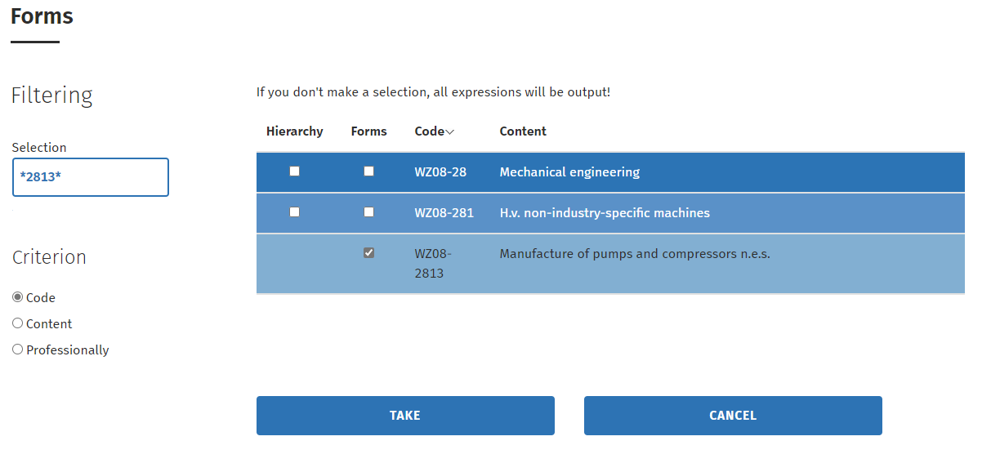 Forms
Filtering
If you don't make a selection, all expressions will be output!
Hierarchy Forms Code Content
Selection
*2813*
WZ08-28 Mechanical engineering
WZ08-281 H.v. non-industry-specific machines
Criterion
WZ08-
2813
Manufacture of pumps and compressors n.e.s.
Code
Content
Professionally
TAKE CANCEL